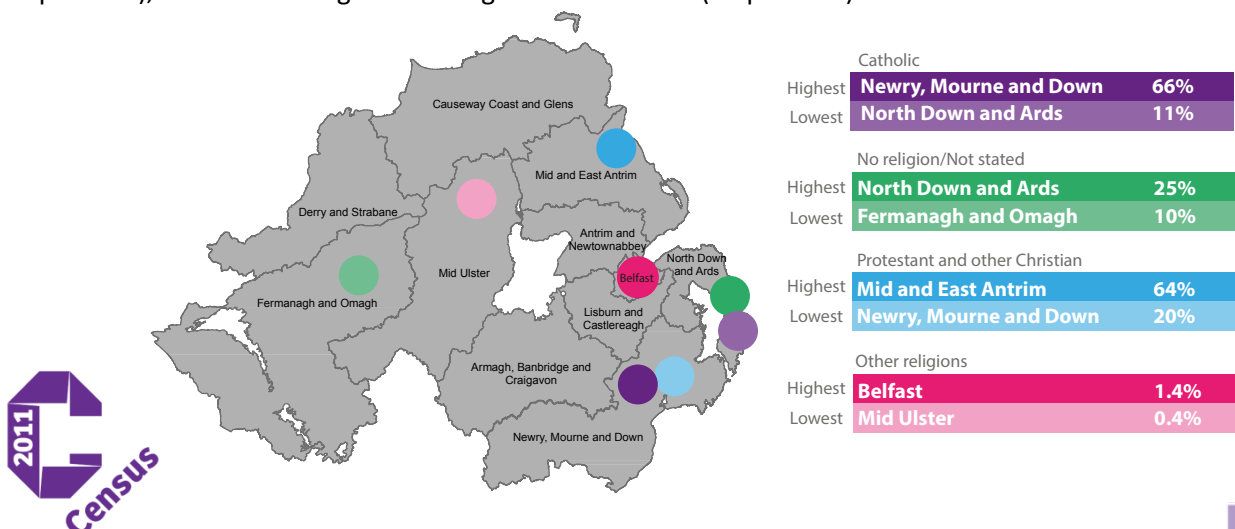 Causeway Coast and Glens
Mid and East Antrim
Derry and Strabane
Antrim and
Newtownabbey
North Down
and Ards
Mid Ulster
Belfast
Fermanagh and Omagh
Lisburn and
Castlereagh
Armagh, Banbridge and
Craigavon
Newry, Mourne and Down
Catholic
Highest Newry, Mourne and Down 66%
Lowest North Down and Ards 11%
No religion/Not stated
Highest North Down and Ards 25%
Lowest Fermanagh and Omagh 10%
Protestant and other Christian
Highest Mid and East Antrim 64%
Lowest Newry, Mourne and Down 20%
Other religions
Highest Belfast 1.4%
Lowest Mid Ulster 0.4%
2011
Census